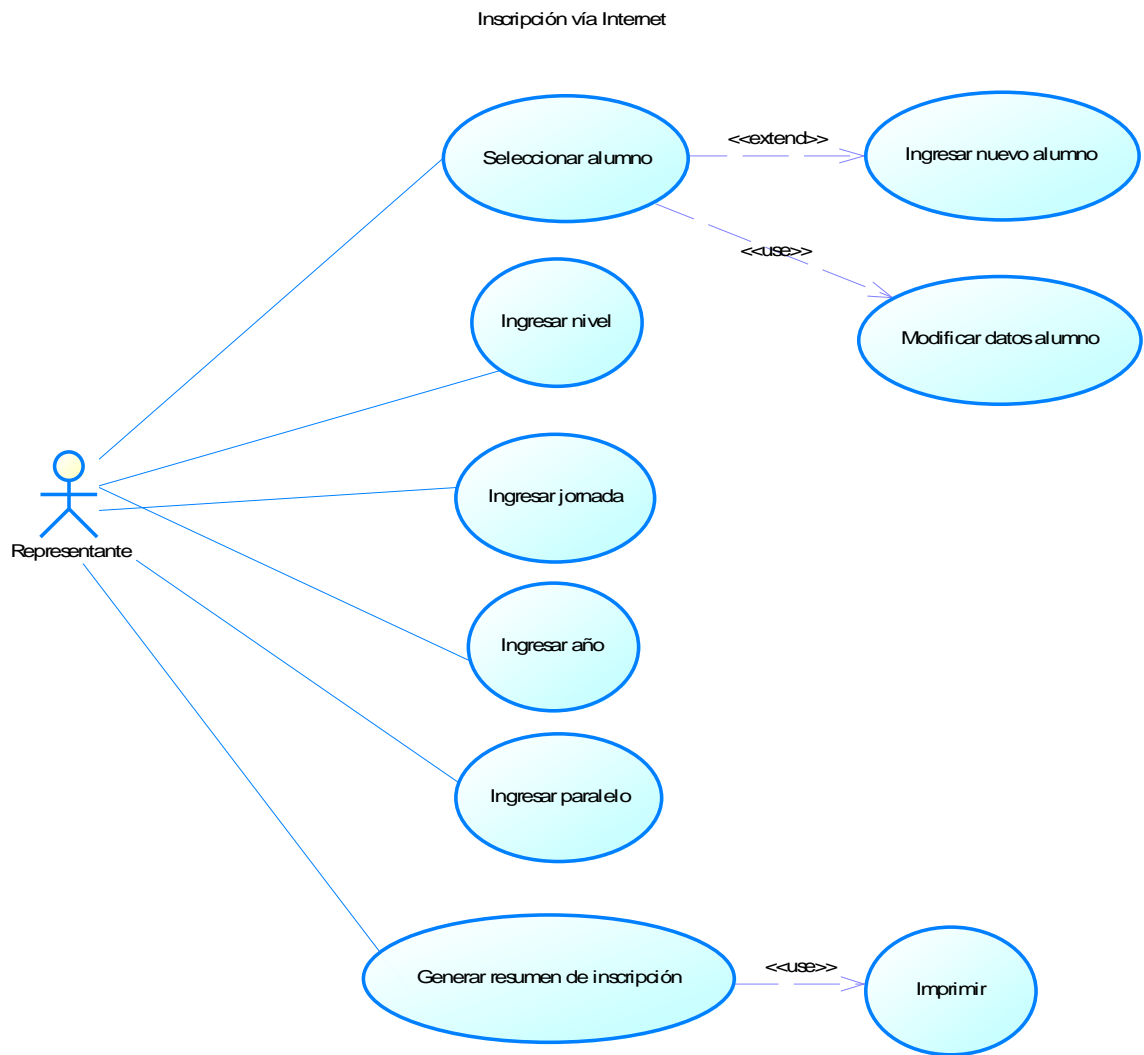 Inscripción vía Internet
Seleccionar alumno
<<extend>>
Ingresar nuevo alumno
<<use>>
Ingresar nivel
Modificar datos alumno
Ingresar jornada
Representante
Ingresar año
Ingresar paralelo
Generar resumen de inscripción
<<use>>
Imprimir